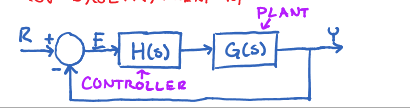 PLANT
R + E H(s) G(s) Y
-
CONTROLLER